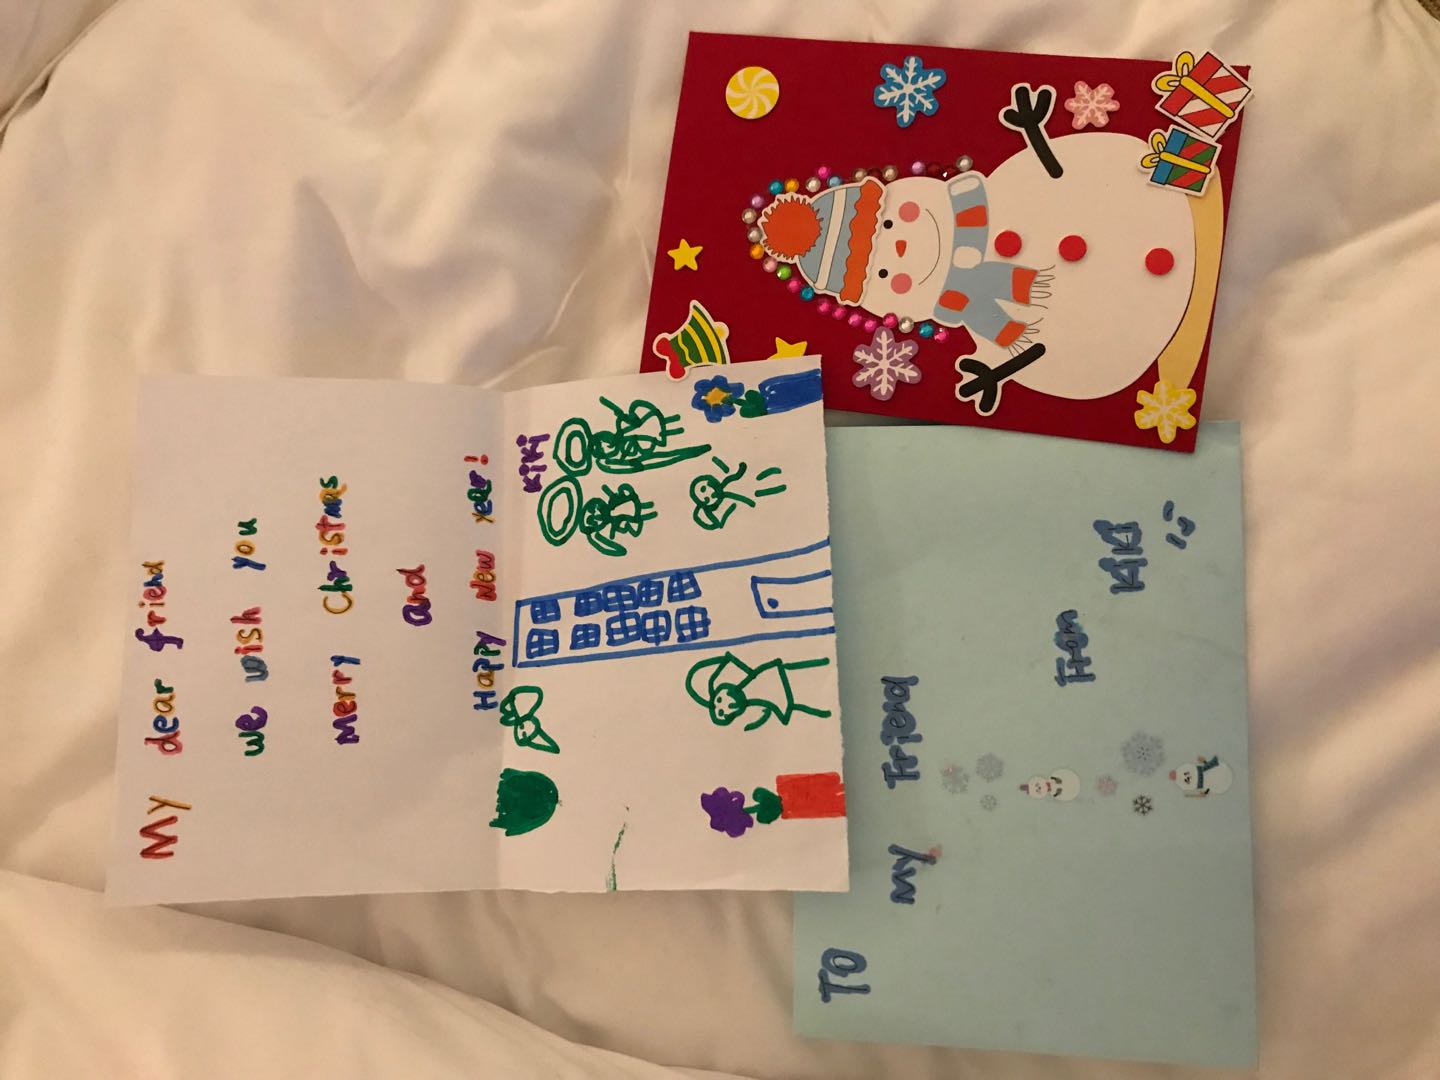 My dear friend
we wish you
Merry Christmas
and
Happy New year!
KiKi
TO
My Friend
From
KiKi